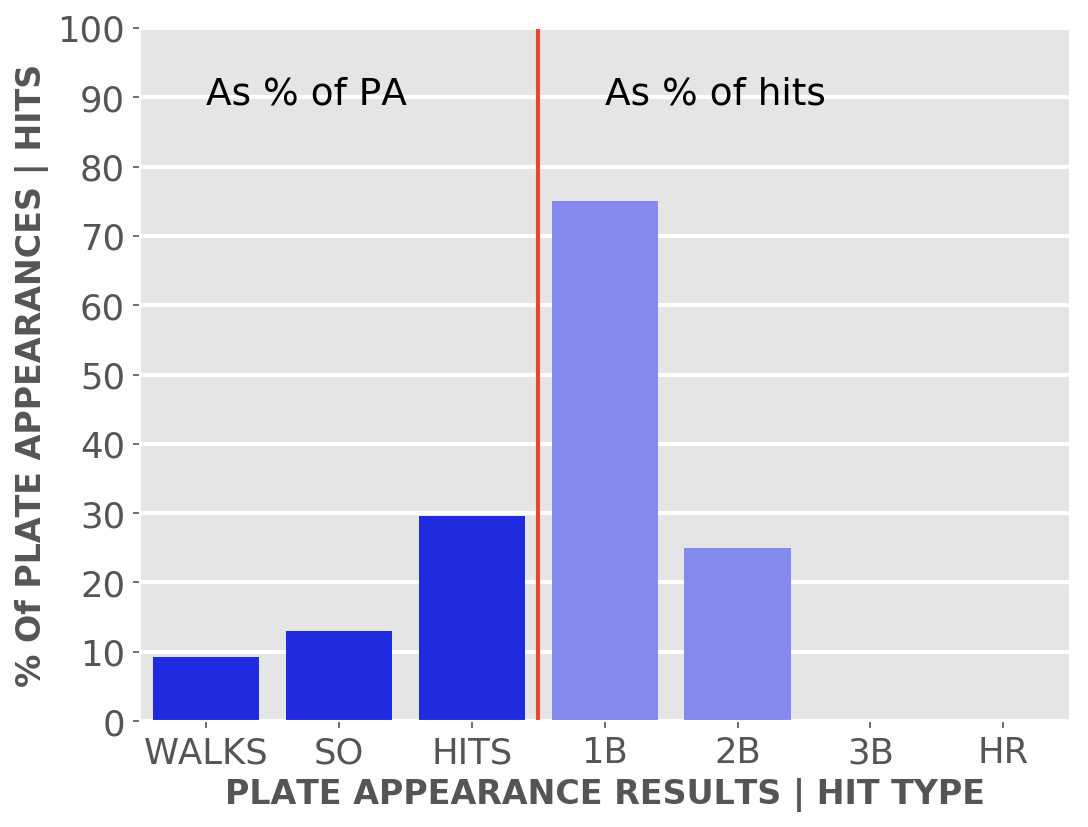 100
90
80
70
60
50
40
30
20
10
0
% Of PLATE APPEARANCES | HITS
As % of PA
As % of hits
WALKS SO HITS 1B 2B 3B HR
PLATE APPEARANCE RESULTS | HIT TYPE